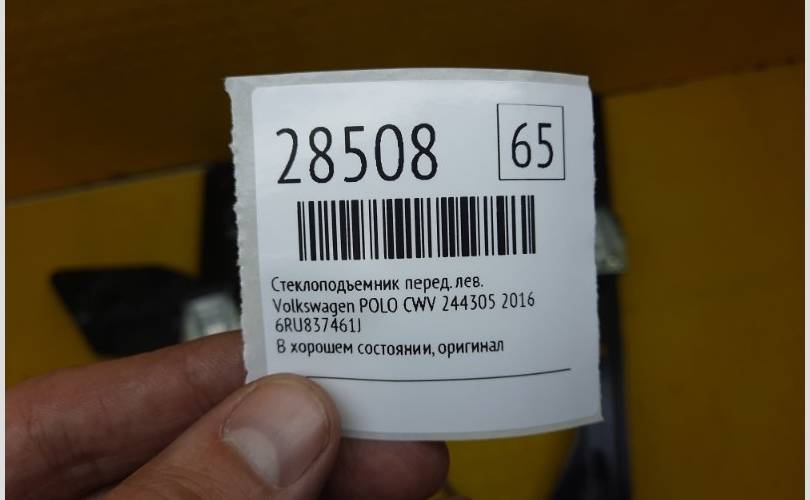 28508
65
Стеклоподъемник перед. лев.
Volkswagen POLO CWV 244305 2016
6RU837461J
В хорошем состоянии, оригинал